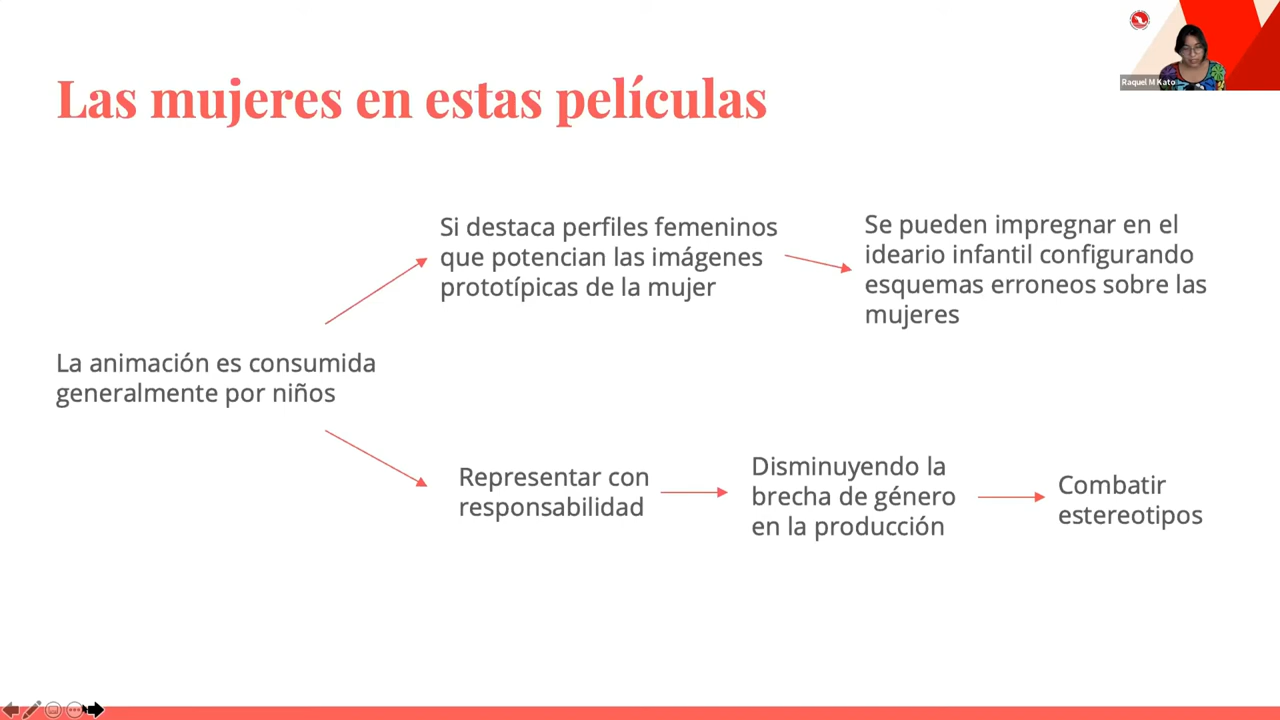 Las mujeres en estas películas
Raquel M Kato
Si destaca perfiles femeninos
que potencian las imágenes
prototípicas de la mujer
Se pueden impregnar en el
ideario infantil configurando
esquemas erroneos sobre las
mujeres
La animación es consumida
generalmente por niños
Representar con
responsabilidad
Disminuyendo la
brecha de género
en la producción
Combatir
estereotipos